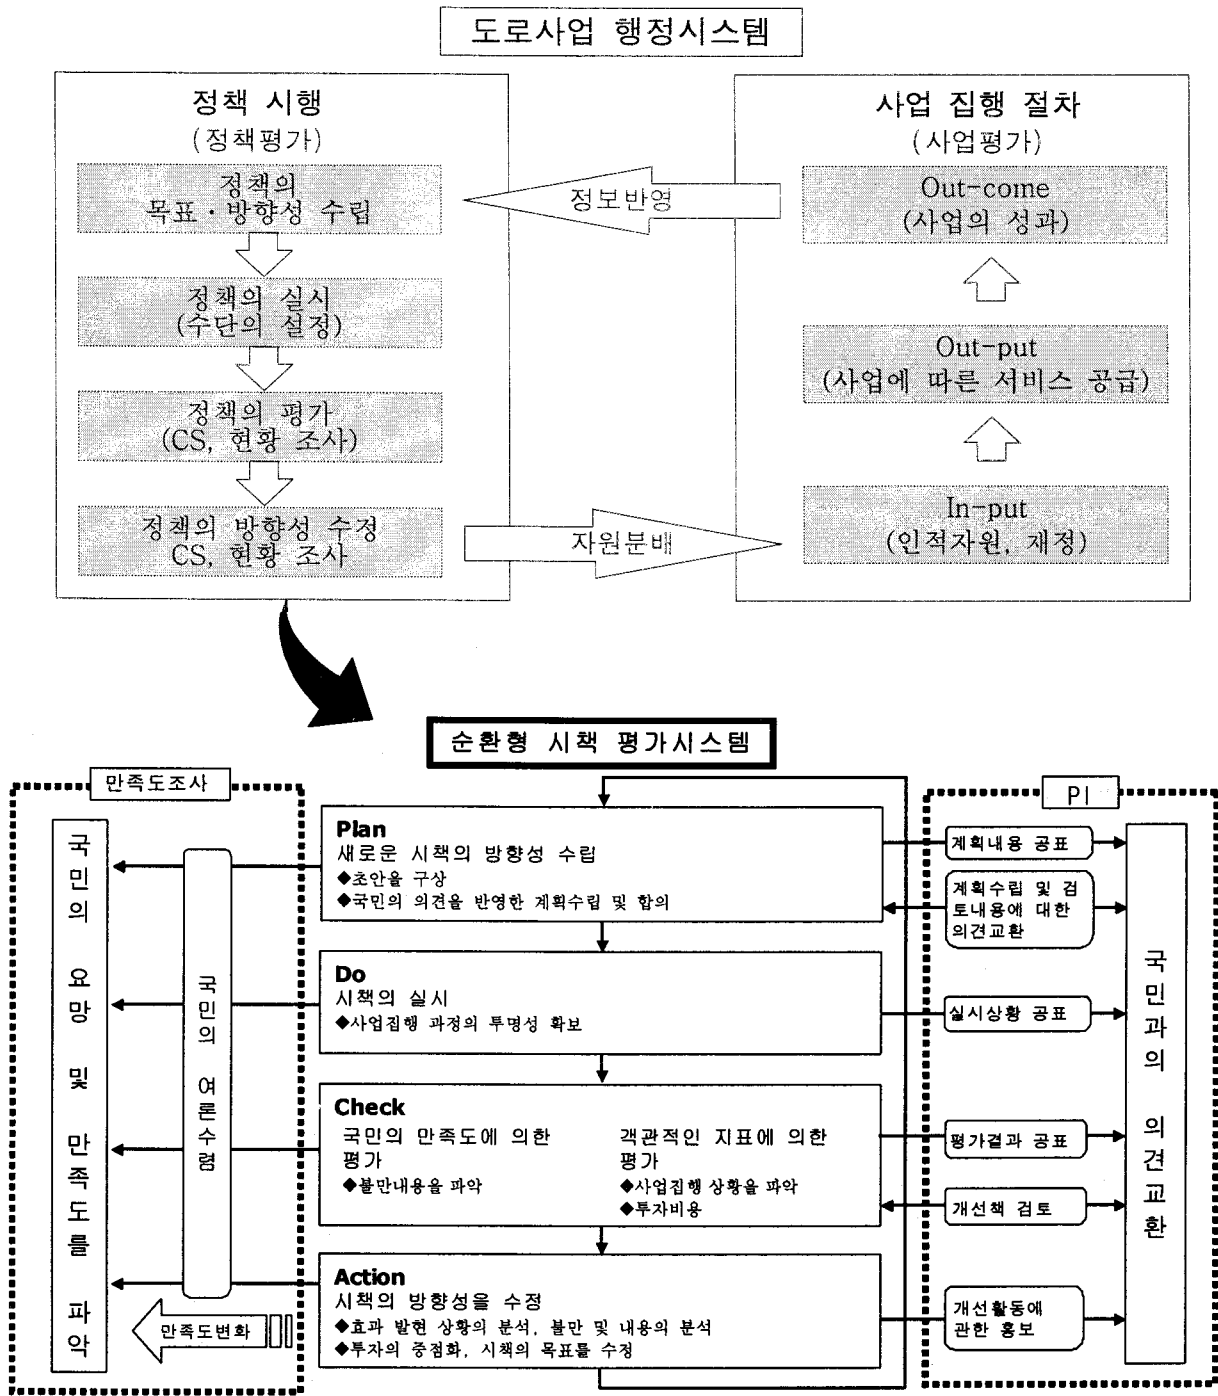 도로사업 행정시스템
정책 시행
(정책평가)
정책의
목표·방향성 수립
정책의 실시
(수단의 설정)
정책의 평가
(CS, 현황 조사)
정책의 방향성 수정
CS, 현황 조사
정보반영
자원분배
사업 집행 절차
(사업평가)
Out-come
(사업의 성과)
Out-put
(사업에 따른 서비스 공급)
In-put
(인적자원, 재정)
순환형 시책 평가시스템
만족도조사
국민의 요망 및 만족도를 파악
국민의 여론수렴
만족도변화
Plan
새로운 시책의 방향성 수립
◆초안을 구상
◆국민의 의견을 반영한 계획수립 및 합의
Do
시책의 실시
◆사업집행 과정의 투명성 확보
Check
국민의 만족도에 의한
평가
◆불만내용을 파악
객관적인 지표에 의한
평가
◆사업집행 상황을 파악
◆투자비용
Action
시책의 방향성을 수정
◆효과 발현 상황의 분석, 불만 및 내용의 분석
◆투자의 중점화, 시책의 목표를 수정
PI
계획내용 공표
계획수립 및 검
토내용에 대한
의견교환
실시상황 공표
평가결과 공표
개선책 검토
개선활동에
관한 홍보
국민과의 의견교환